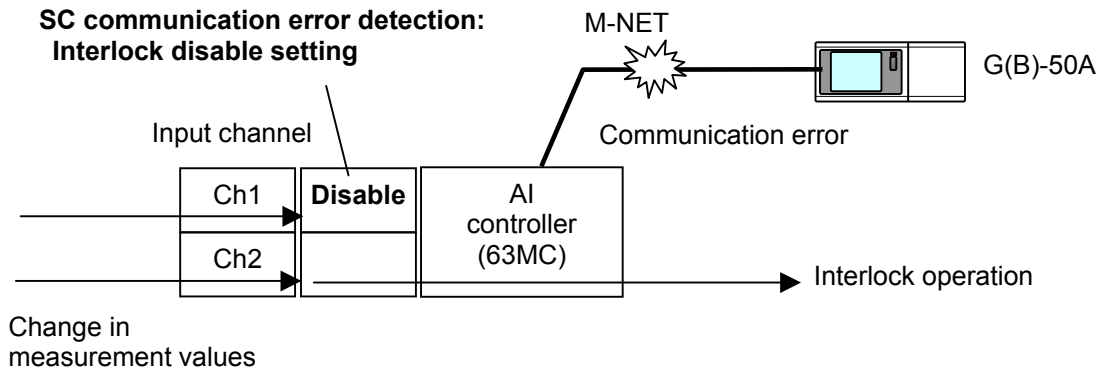 SC communication error detection:
Interlock disable setting
M-NET
G(B)-50A
Input channel
Communication error
Ch1
Disable
AI
controller
(63MC)
Ch2
Interlock operation
Change in
measurement values